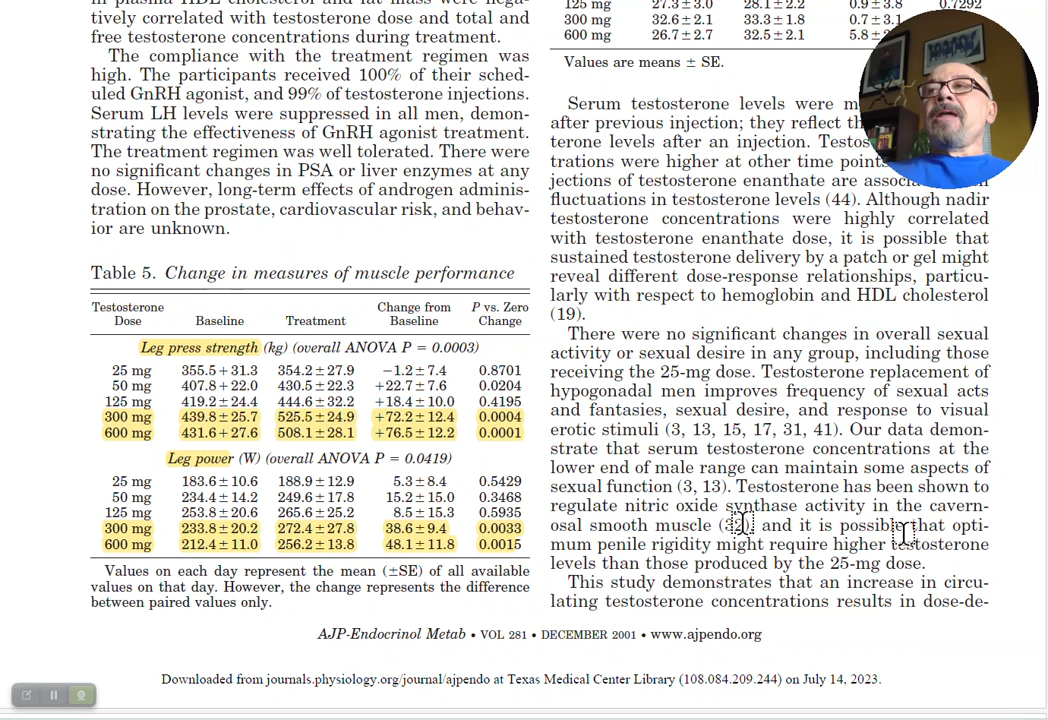 in plasma HDL cholesterol and fat mass were nega-
tively correlated with testosterone dose and total and
free testosterone concentrations during treatment.
The compliance with the treatment regimen was
high. The participants received 100% of their sched-
uled GnRH agonist, and 99% of testosterone injections.
Serum LH levels were suppressed in all men, demon-
strating the effectiveness of GnRH agonist treatment.
The treatment regimen was well tolerated. There were
no significant changes in PSA or liver enzymes at any
dose. However, long-term effects of androgen adminis-
tration on the prostate, cardiovascular risk, and behav-
ior are unknown.
Table 5. Change in measures of muscle performance
Testosterone Dose Baseline Treatment Change from Baseline P vs. Zero Change
Leg press strength (kg) (overall ANOVA P = 0.0003)
25 mg 355.5 ± 31.3 354.2 ± 27.9 −1.2 ± 7.4 0.8701
50 mg 407.8 ± 22.0 430.5 ± 22.3 +22.7 ± 7.6 0.0204
125 mg 419.2 ± 24.4 444.6 ± 32.2 +18.4 ± 10.0 0.4195
300 mg 439.8 ± 25.7 525.5 ± 24.9 +72.2 ± 12.4 0.0004
600 mg 431.6 ± 27.6 508.1 ± 28.1 +76.5 ± 12.2 0.0001
Leg power (W) (overall ANOVA P = 0.0419)
25 mg 183.6 ± 10.6 188.9 ± 12.9 5.3 ± 8.4 0.5429
50 mg 234.4 ± 14.2 249.6 ± 17.8 15.2 ± 15.0 0.3468
125 mg 253.8 ± 20.6 265.6 ± 25.2 8.5 ± 15.3 0.5935
300 mg 233.8 ± 20.2 272.4 ± 27.8 38.6 ± 9.4 0.0033
600 mg 212.4 ± 11.0 256.2 ± 13.8 48.1 ± 11.8 0.0015
Values on each day represent the mean (±SE) of all available
values on that day. However, the change represents the difference
between paired values only.
125 mg 27.3 ± 3.0 28.1 ± 2.2 0.9 ± 3.8 0.7292
300 mg 32.6 ± 2.1 33.3 ± 1.8 0.7 ± 3.1
600 mg 26.7 ± 2.7 32.5 ± 2.1 5.8 ±
Values are means ± SE.
Serum testosterone levels were
after previous injection; they reflect
terone levels after an injection.
trations were higher at other time points
jections of testosterone enanthate are
fluctuations in testosterone levels (44). Although nadir
testosterone concentrations were highly correlated
with testosterone enanthate dose, it is possible that
sustained testosterone delivery by a patch or gel might
reveal different dose-response relationships, particu-
larly with respect to hemoglobin and HDL cholesterol
(19).
There were no significant changes in overall sexual
activity or sexual desire in any group, including those
receiving the 25-mg dose. Testosterone replacement of
hypogonadal men improves frequency of sexual acts
and fantasies, sexual desire, and response to visual
erotic stimuli (3, 13, 15, 17, 31, 41). Our data demon-
strate that serum testosterone concentrations at the
lower end of male range can maintain some aspects of
sexual function (3, 13). Testosterone has been shown to
regulate nitric oxide synthase activity in the cavern-
osal smooth muscle and it is possible that opti-
mum penile rigidity might require higher testosterone
levels than those produced by the 25-mg dose.
This study demonstrates that an increase in circu-
lating testosterone concentrations results in dose-de-
AJP-Endocrinol Metab • VOL 281 • DECEMBER 2001 • www.ajpendo.org
Downloaded from journals.physiology.org/journal/ajpendo at Texas Medical Center Library (108.084.209.244) on July 14, 2023.